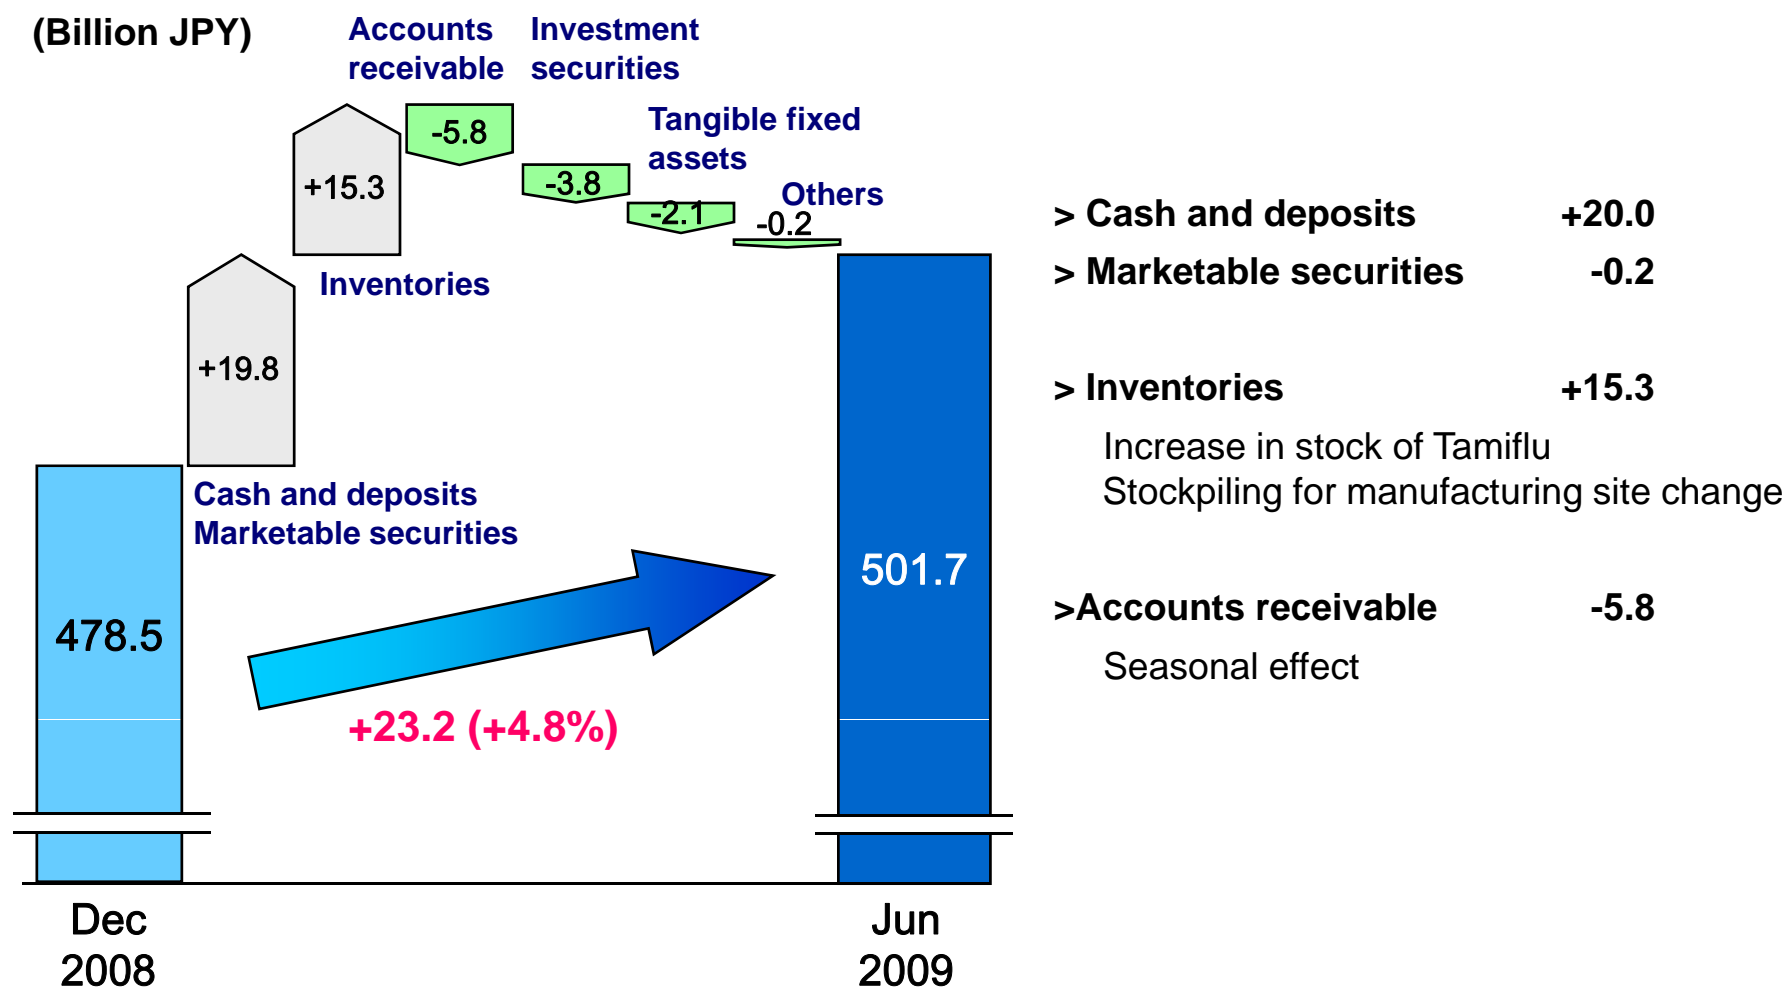 (Billion JPY)
Accounts
receivable
Investment
securities
-5.8
Tangible fixed
assets
-3.8
+15.3
Others
-2.1
-0.2
Inventories
+19.8
Cash and deposits
Marketable securities
478.5
501.7
+23.2 (+4.8%)
Dec
2008
Jun
2009
> Cash and deposits +20.0
> Marketable securities -0.2
> Inventories +15.3
Increase in stock of Tamiflu
Stockpiling for manufacturing site change
>Accounts receivable -5.8
Seasonal effect